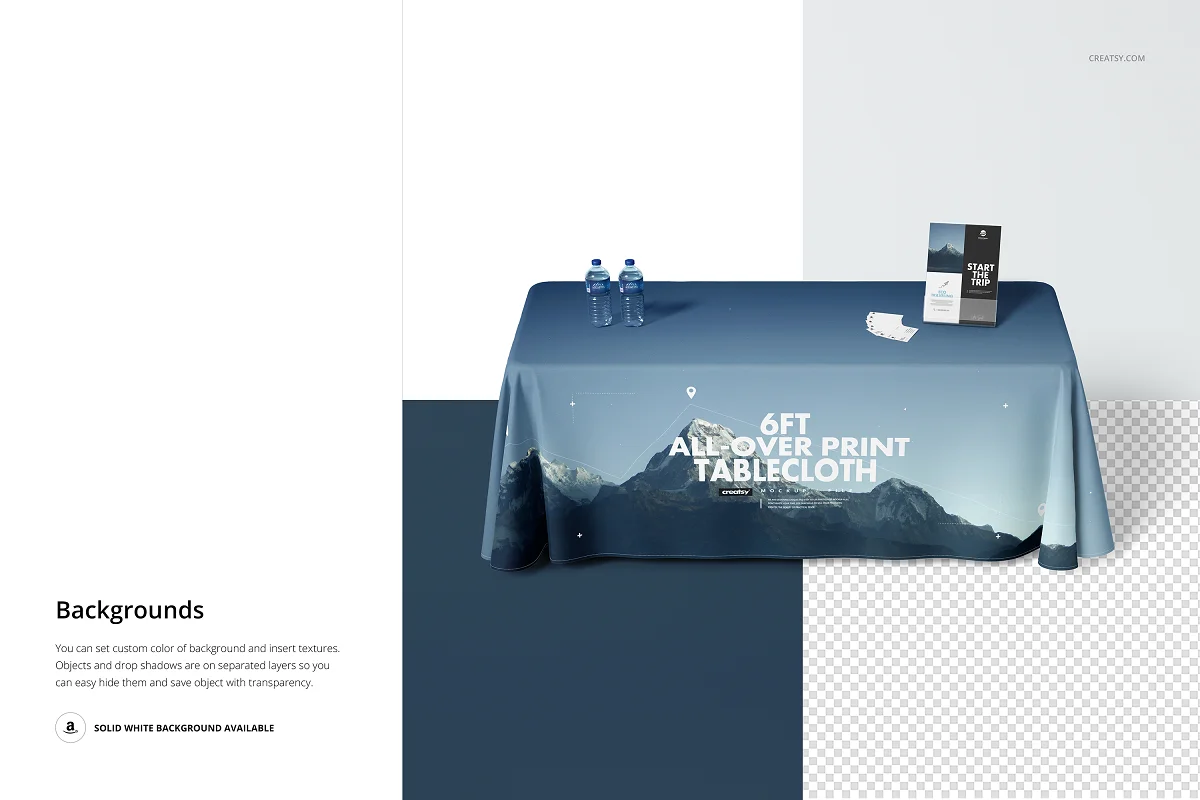 CREATSY.COM
START
THE
TRIP
6FT
ALL-OVER PRINT
TABLECLOTH
creatsy
MOCKUP
Backgrounds
You can set custom color of background and insert textures.
Objects and drop shadows are on separated layers so you
can easy hide them and save object with transparency.
a
SOLID WHITE BACKGROUND AVAILABLE